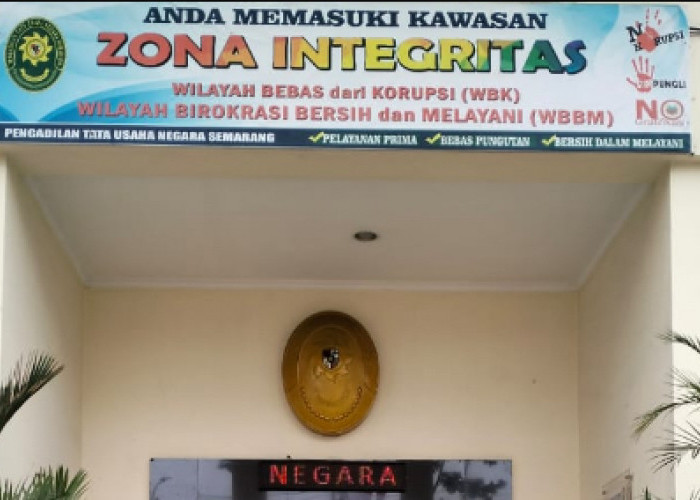 ANDA MEMASUKI KAWASAN
ZONA INTEGRITAS
WILAYAH BEBAS dari KORUPSI (WBK)
WILAYAH BIROKRASI BERSIH dan MELAYANI (WBBM)
PENGADILAN TATA USAHA NEGARA SEMARANG
PELAYANAN PRIMA
BEBAS PUNGUTAN
BERSIH DALAM MELAYANI
NO
KORUPSI
PUNGLI
NO
NEGARA